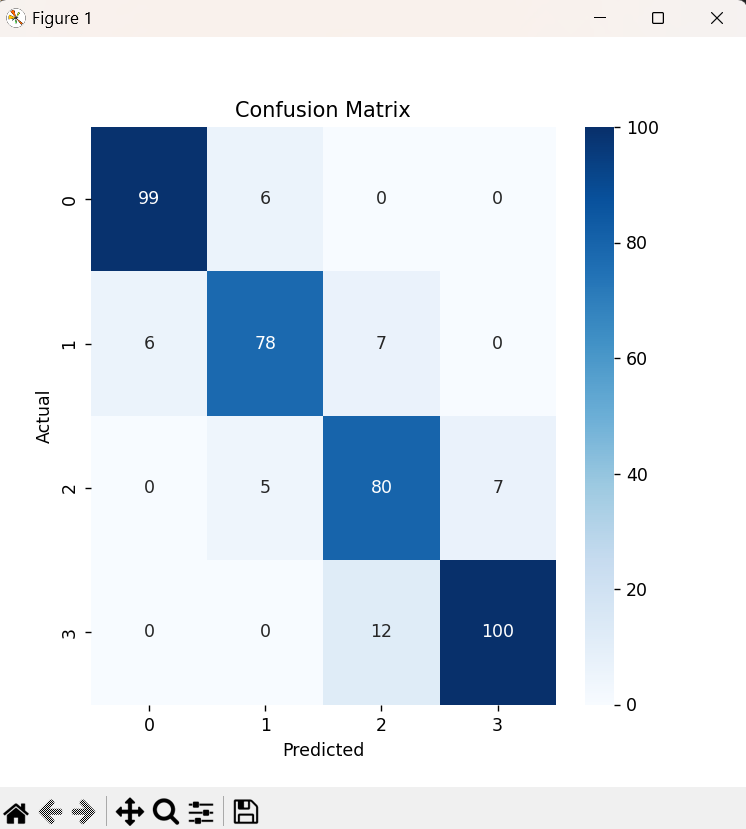 Figure 1
Confusion Matrix
100
0 99 6 0 0
80
1 6 78 7 0
60
Actual
40
2 0 5 80 7
20
3 0 0 12 100
0
0 1 2 3
Predicted